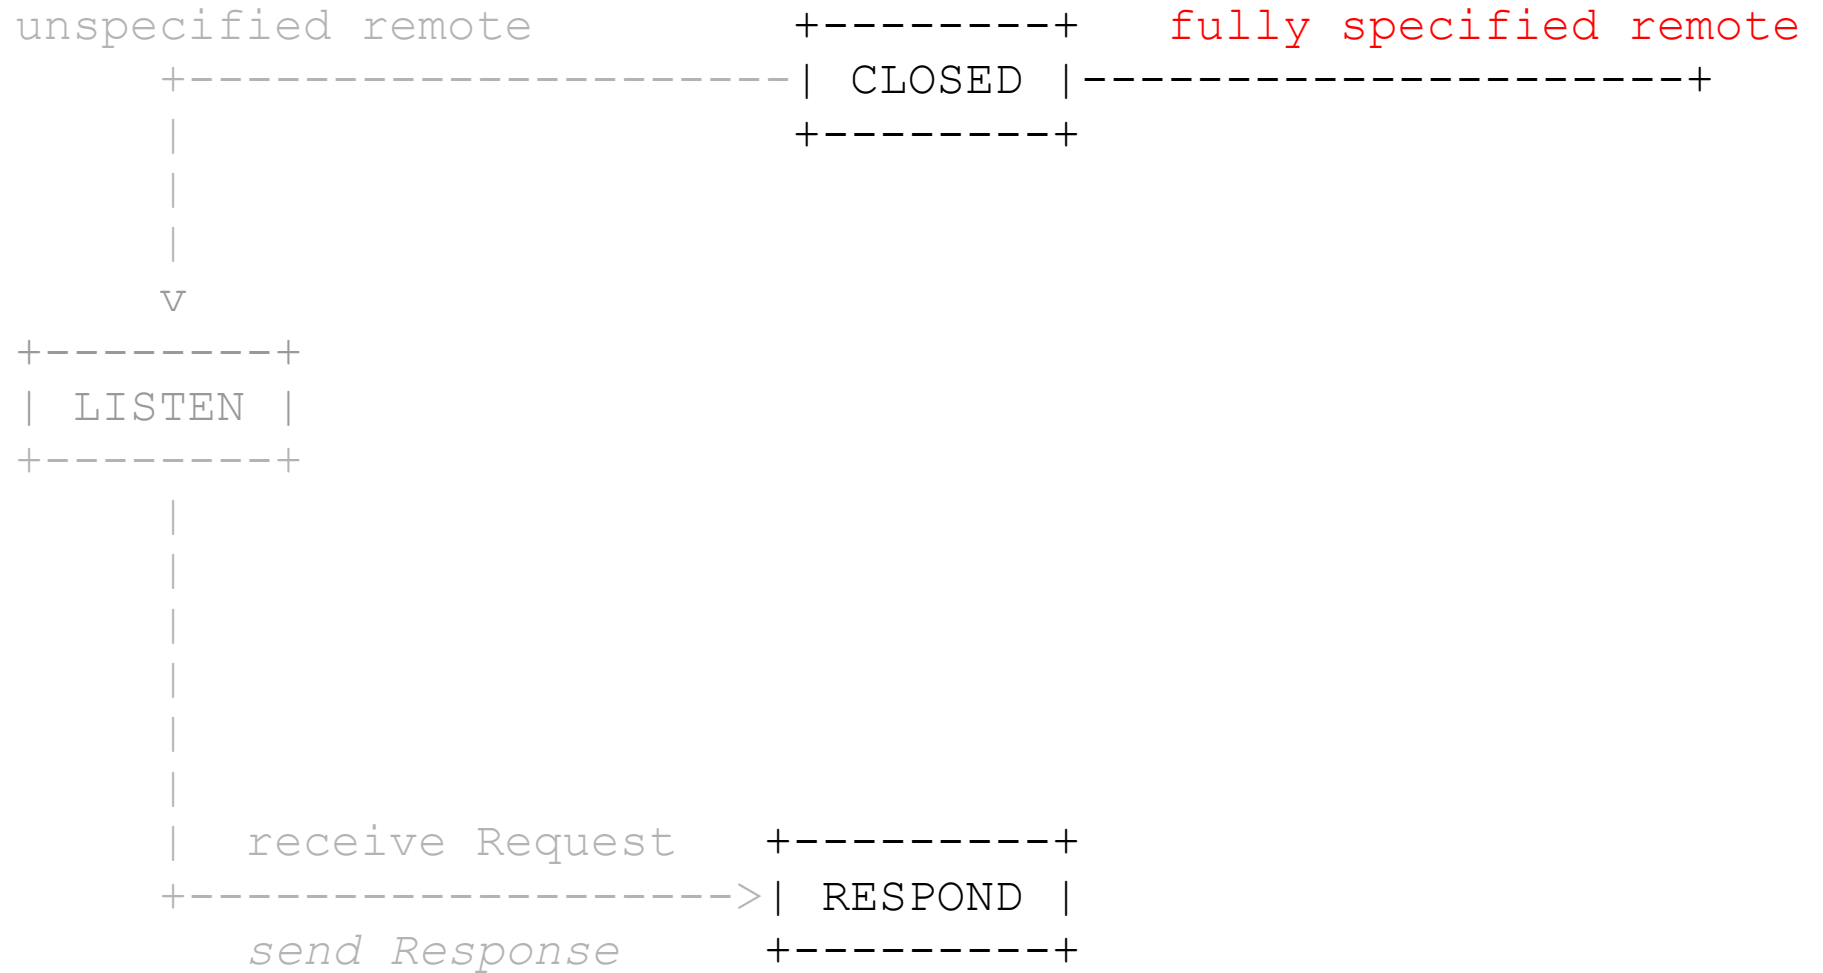 unspecified remote                   +--------+   fully specified remote
     +---------------------| CLOSED |---------------------+
     |                     +--------+
     |
     |
     v
+--------+
| LISTEN |
+--------+
     |
     |
     |
     |
     |
     |
     |  receive Request   +---------+
     +------------------->| RESPOND |
        send Response     +---------+